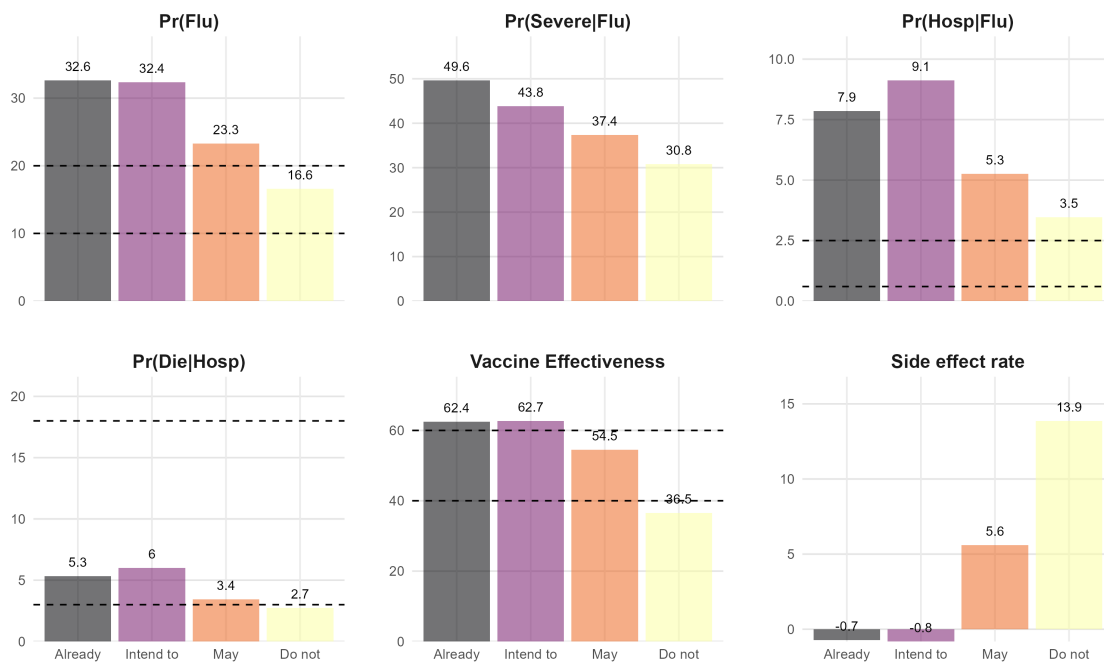 Pr(Flu)
32.6
32.4
23.3
16.6
30
20
10
0
Pr(Severe|Flu)
49.6
43.8
37.4
30.8
50
40
30
20
10
0
Pr(Hosp|Flu)
7.9
9.1
5.3
3.5
10.0
7.5
5.0
2.5
0.0
Pr(Die|Hosp)
5.3
6
3.4
2.7
20
15
10
5
0
Already
Intend to
May
Do not
Vaccine Effectiveness
62.4
62.7
54.5
36.5
60
40
20
0
Already
Intend to
May
Do not
Side effect rate
-0.7
-0.8
5.6
13.9
15
10
5
0
Already
Intend to
May
Do not